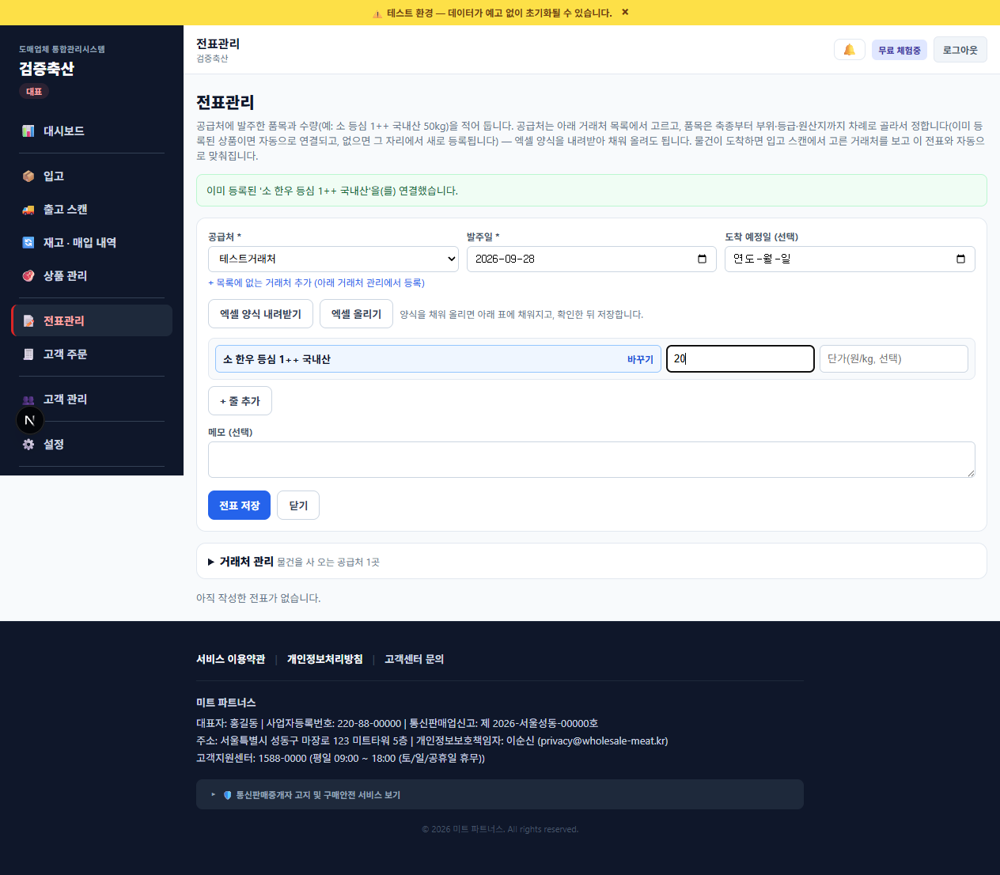 ⚠️ 테스트 환경 — 데이터가 예고 없이 초기화될 수 있습니다. ×
도매업체 통합관리시스템
검증축산
대표
대시보드
입고
출고 스캔
재고 · 매입 내역
상품 관리
전표관리
고객 주문
고객 관리
N
설정
전표관리
검증축산
무료 체험중
로그아웃
전표관리
공급처에 발주한 품목과 수량(예: 소 등심 1++ 국내산 50kg)을 적어 둡니다. 공급처는 아래 거래처 목록에서 고르고, 품목은 축종부터 부위·등급·원산지까지 차례로 골라서 정합니다(이미 등
록된 상품이면 자동으로 연결되고, 없으면 그 자리에서 새로 등록됩니다) — 엑셀 양식을 내려받아 채워 올려도 됩니다. 물건이 도착하면 입고 스캔에서 고른 거래처를 보고 이 전표와 자동으
로 맞춰집니다.
이미 등록된 '소 한우 등심 1++ 국내산'을(를) 연결했습니다.
공급처 * 발주일 * 도착 예정일 (선택)
테스트거래처 2026-09-28 연도-월-일
+ 목록에 없는 거래처 추가 (아래 거래처 관리에서 등록)
엑셀 양식 내려받기 엑셀 올리기 양식을 채워 올리면 아래 표에 채워지고, 확인한 뒤 저장합니다.
소 한우 등심 1++ 국내산 바꾸기 20 단가(원/kg, 선택)
+ 줄 추가
메모 (선택)
전표 저장 닫기
▶ 거래처 관리 물건을 사 오는 공급처 1곳
아직 작성한 전표가 없습니다.
서비스 이용약관 | 개인정보처리방침 | 고객센터 문의
미트 파트너스
대표자: 홍길동 | 사업자등록번호: 220-88-00000 | 통신판매업신고: 제 2026-서울성동-00000호
주소: 서울특별시 성동구 마장로 123 미트타워 5층 | 개인정보보호책임자: 이순신 (privacy@wholesale-meat.kr)
고객지원센터: 1588-0000 (평일 09:00 ~ 18:00 (토/일/공휴일 휴무))
▸ 통신판매중개자 고지 및 구매안전 서비스 보기
© 2026 미트 파트너스. All rights reserved.